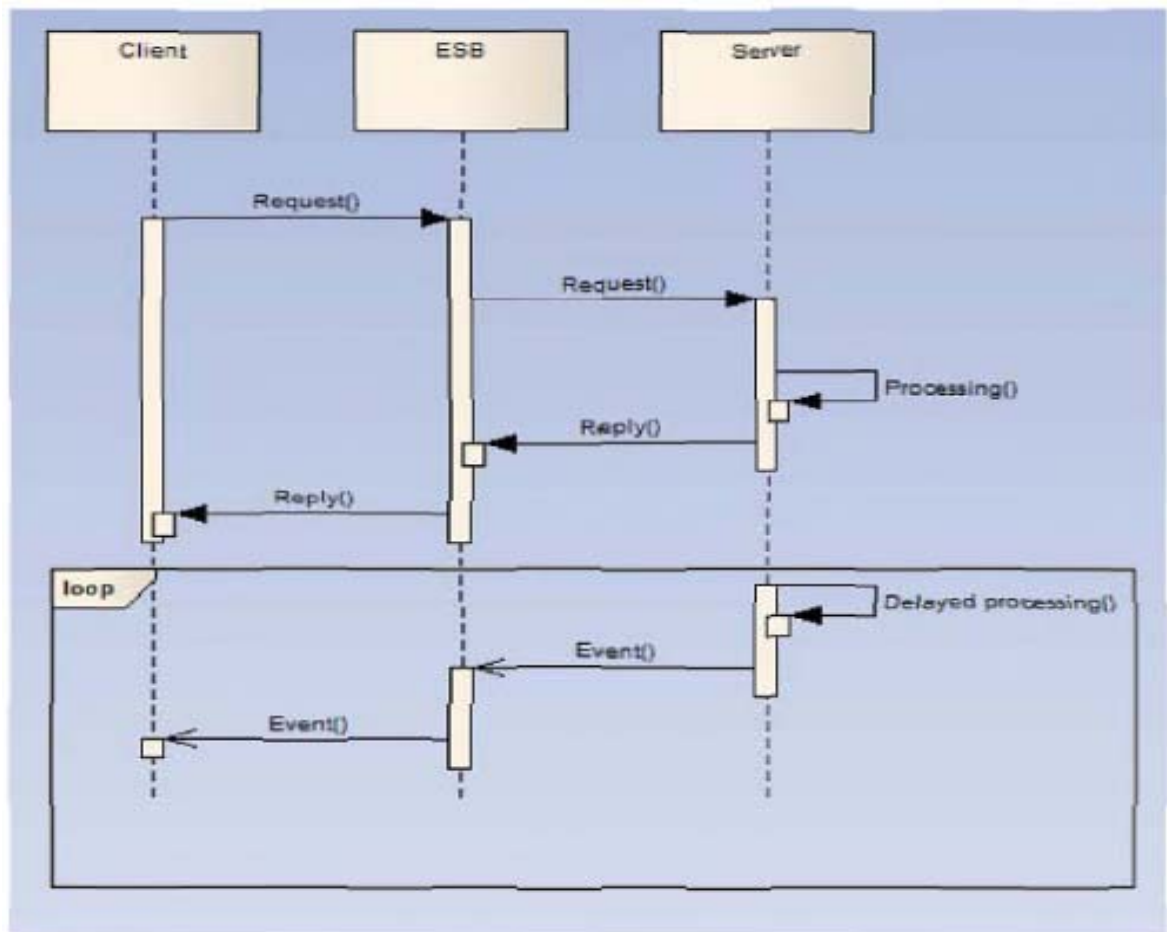 Client
ESB
Server
Request()
Request()
Processing()
Reply()
Reply()
loop
Delayed processing()
Event()
Event()